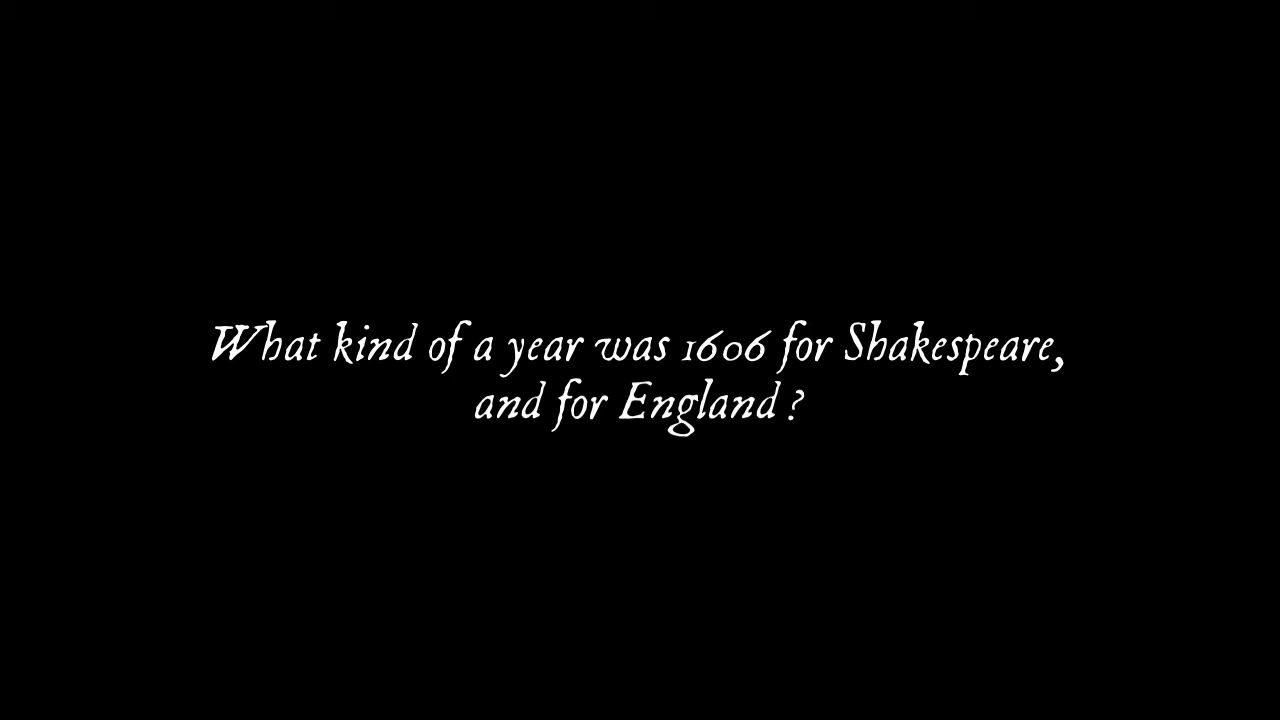 What kind of a year was 1606 for Shakespeare,
and for England ?